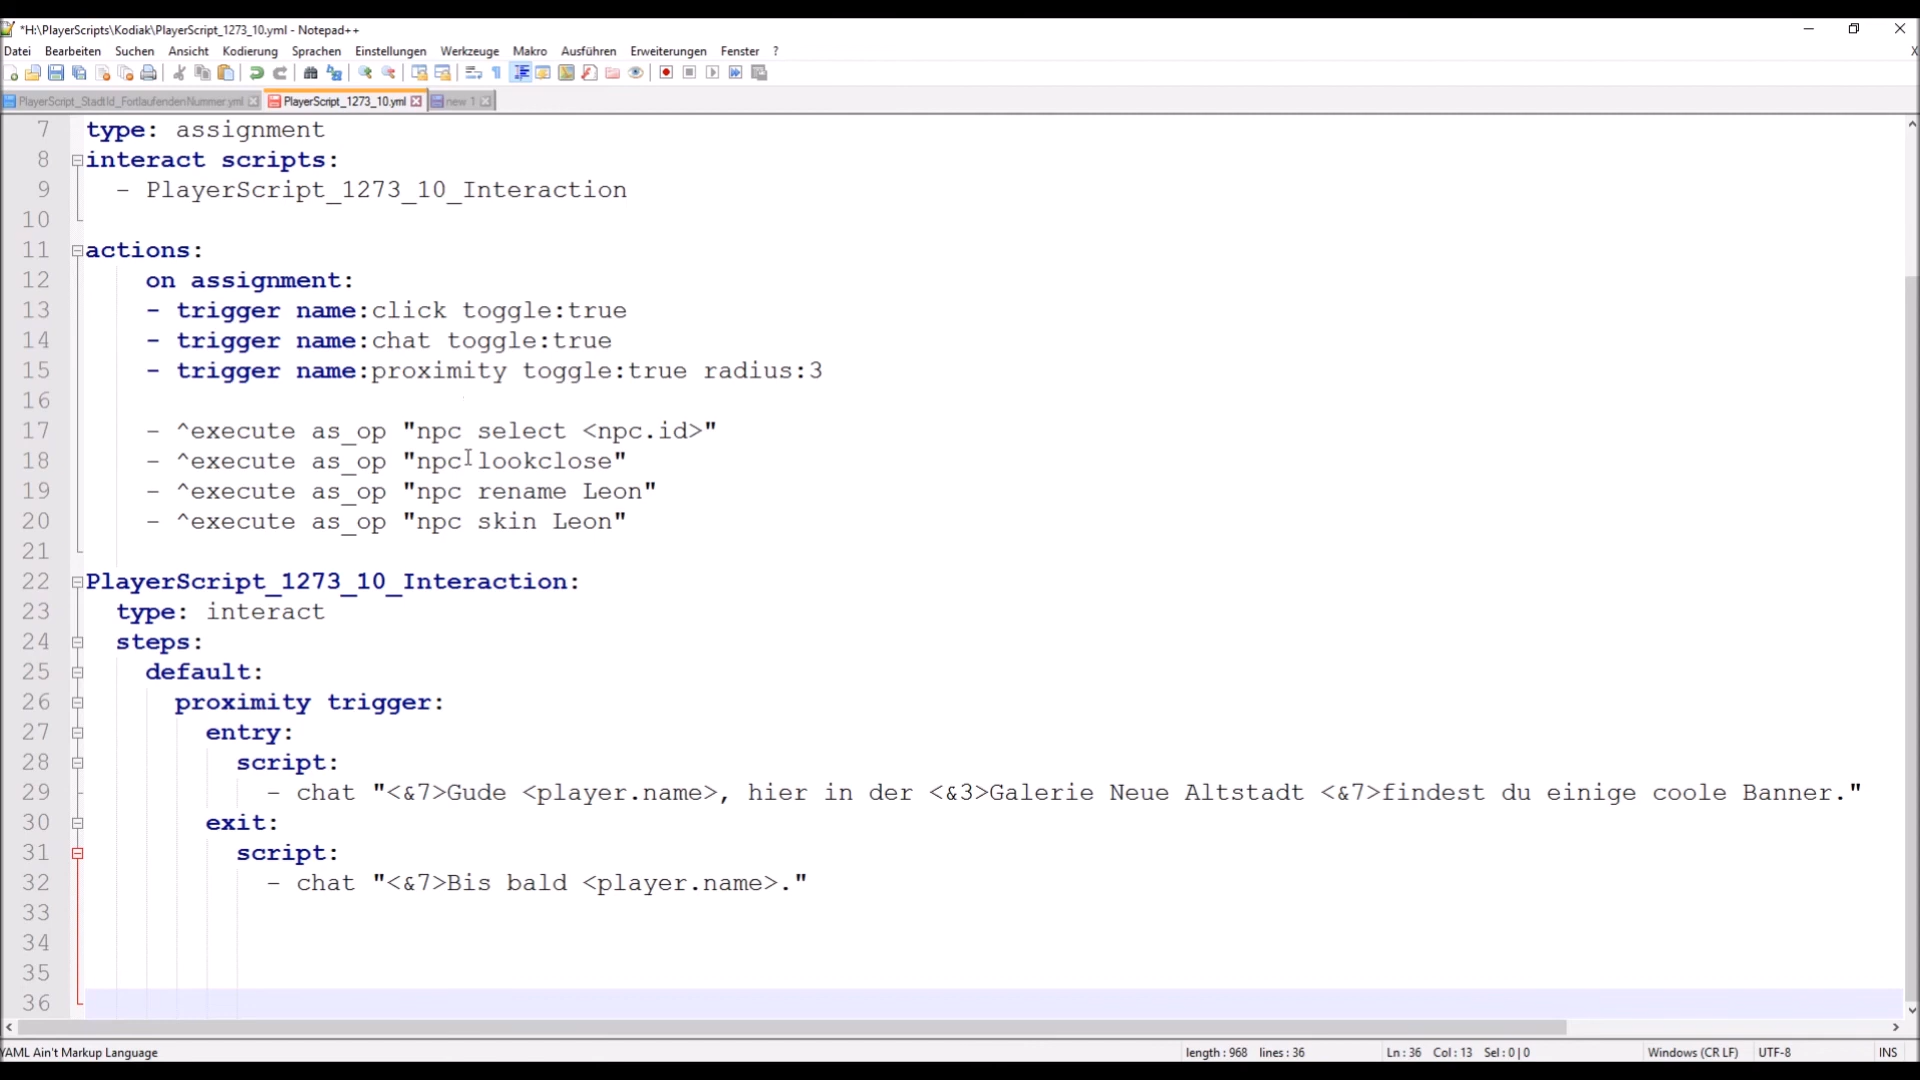 *H:\PlayerScripts\Kodiak\PlayerScript_1273_10.yml - Notepad++
Datei Bearbeiten Suchen Ansicht Kodierung Sprachen Einstellungen Werkzeuge Makro Ausführen Erweiterungen Fenster ? X
PlayerScript_StadtId_FortlaufendenNummer.yml PlayerScript_1273_10.yml new 1
7 type: assignment
8 interact scripts:
9 - PlayerScript_1273_10_Interaction
10
11 actions:
12 on assignment:
13 - trigger name:click toggle:true
14 - trigger name:chat toggle:true
15 - trigger name:proximity toggle:true radius:3
16
17 - ^execute as_op "npc select <npc.id>"
18 - ^execute as_op "npc lookclose"
19 - ^execute as_op "npc rename Leon"
20 - ^execute as_op "npc skin Leon"
21
22 PlayerScript_1273_10_Interaction:
23 type: interact
24 steps:
25 default:
26 proximity trigger:
27 entry:
28 script:
29 - chat "<&7>Gude <player.name>, hier in der <&3>Galerie Neue Altstadt <&7>findest du einige coole Banner."
30 exit:
31 script:
32 - chat "<&7>Bis bald <player.name>."
33
34
35
36
YAML Ain't Markup Language length : 968 lines : 36 Ln : 36 Col : 13 Sel : 0 | 0 Windows (CR LF) UTF-8 INS